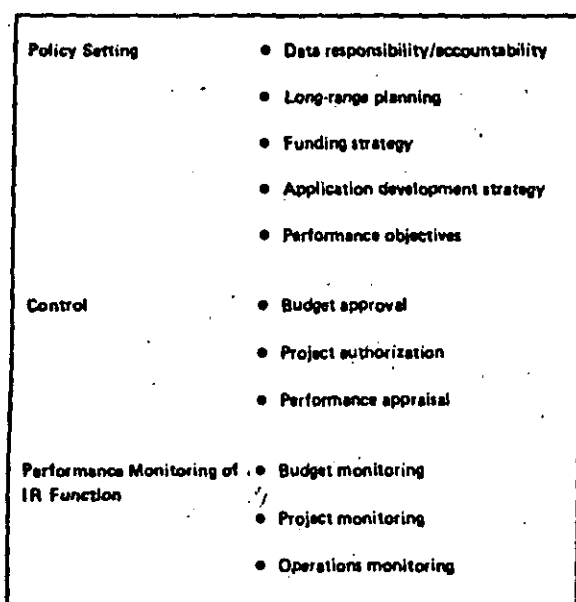 Policy Setting
• Data responsibility/accountability
• Long-range planning
• Funding strategy
• Application development strategy
• Performance objectives
Control
• Budget approval
• Project authorization
• Performance appraisal
Performance Monitoring of
IR Function
• Budget monitoring
• Project monitoring
• Operations monitoring